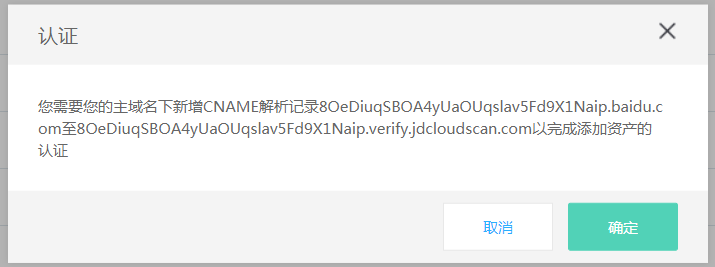 认证
您需要您的主域名下新增CNAME解析记录8OeDiuqSBOA4yUaOUqslav5Fd9X1Naip.baidu.c
om至8OeDiuqSBOA4yUaOUqslav5Fd9X1Naip.verify.jdcloudscan.com以完成添加资产的
认证
取消
确定